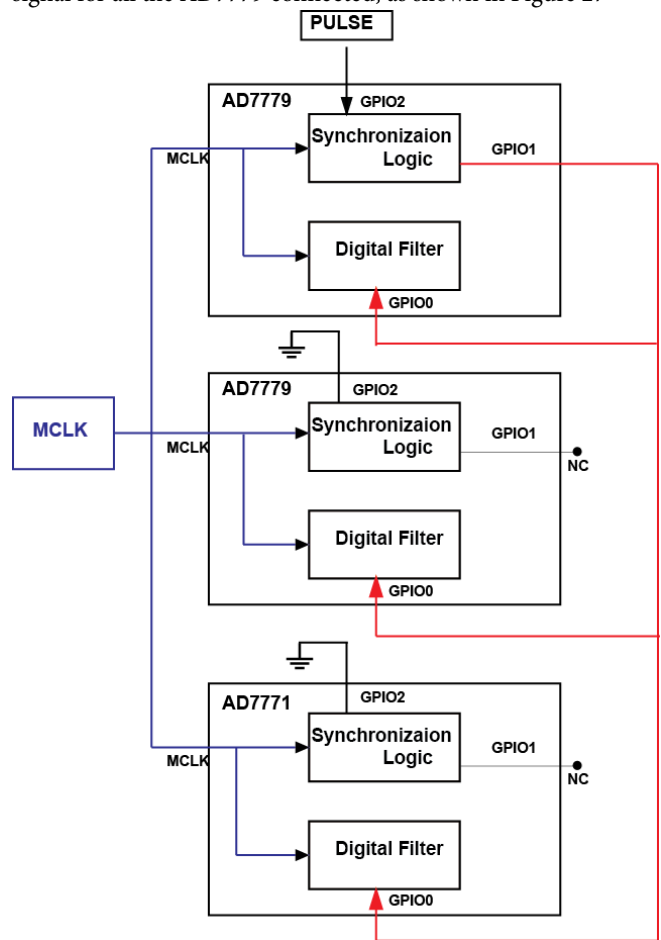 signal for all the AD7779 connected, as shown in Figure 2.
PULSE
AD7779
GPIO2
Synchronizaion
Logic
GPIO1
MCLK
Digital Filter
GPIO0
AD7779
GPIO2
MCLK
Synchronizaion
Logic
GPIO1
MCLK
NC
Digital Filter
GPIO0
AD7771
GPIO2
Synchronizaion
Logic
GPIO1
MCLK
NC
Digital Filter
GPIO0